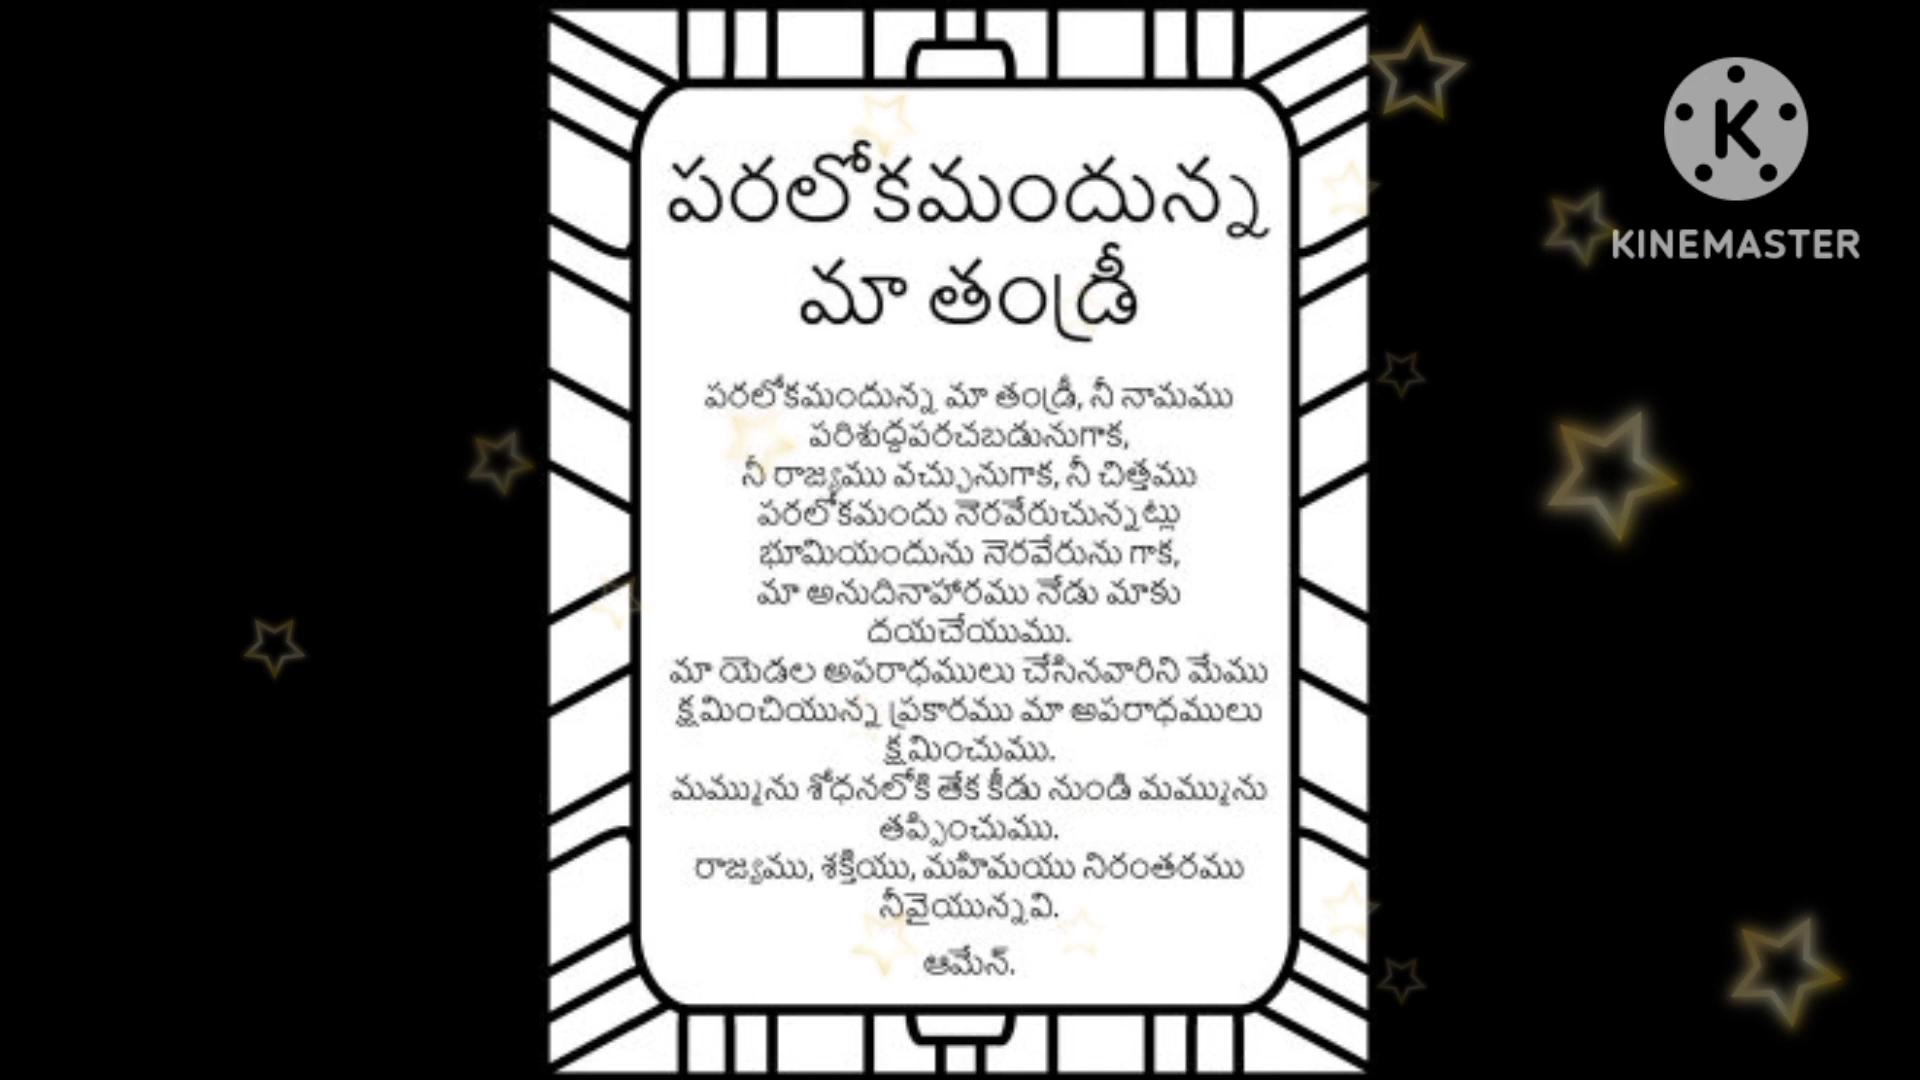 పరలోకమందున్న
మా తండ్రీ
పరలోకమందున్న మా తండ్రీ, నీ నామము
పరిశుద్ధపరచబడునుగాక,
నీ రాజ్యము వచ్చునుగాక, నీ చిత్తము
పరలోకమందు నెరవేరుచున్నట్లు
భూమియందును నెరవేరును గాక,
మా అనుదినాహారము నేడు మాకు
దయచేయుము.
మా యెడల అపరాధములు చేసినవారిని మేము
క్షమించియున్న ప్రకారము మా అపరాధములు
క్షమించుము.
మమ్మును శోధనలోకి తేక కీడు నుండి మమ్మును
తప్పించుము.
రాజ్యము, శక్తియు, మహిమయు నిరంతరము
నీవైయున్నవి.
ఆమేన్.
K
KINEMASTER